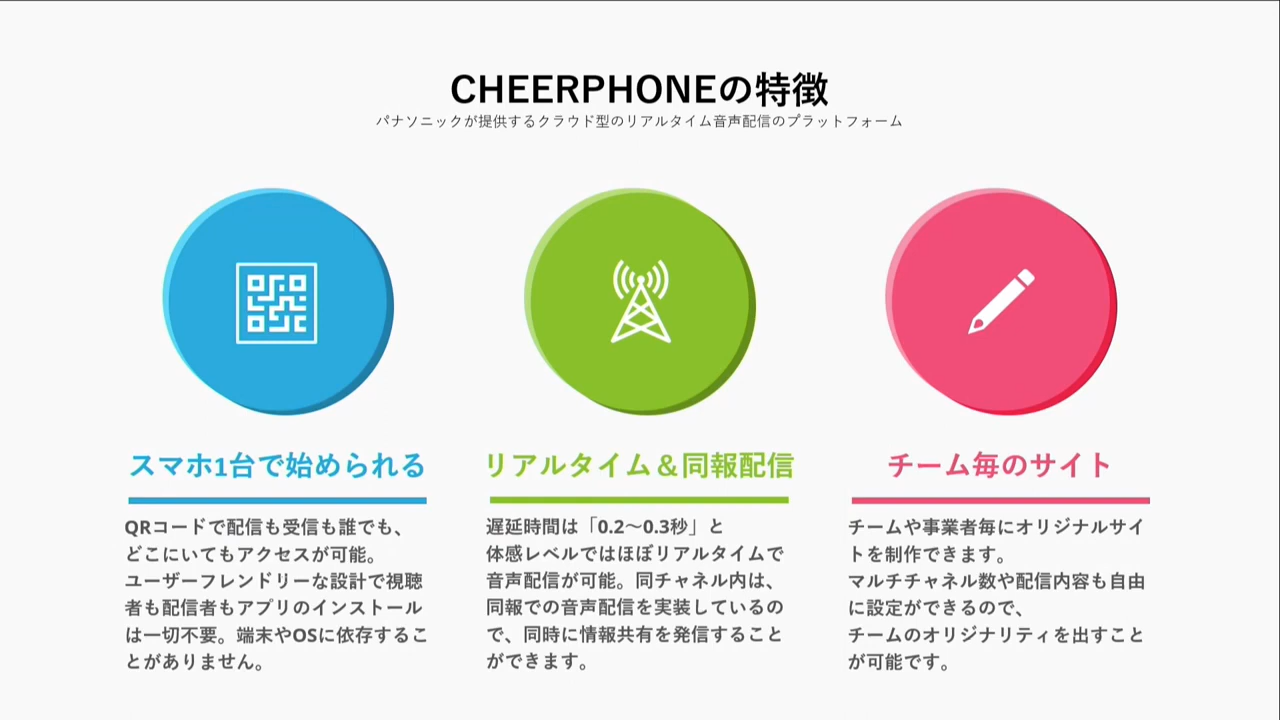 CHEERPHONEの特徴
パナソニックが提供するクラウド型のリアルタイム音声配信のプラットフォーム
スマホ1台で始められる
QRコードで配信も受信も誰でも、
どこにいてもアクセスが可能。
ユーザーフレンドリーな設計で視聴
者も配信者もアプリのインストール
は一切不要。端末やOSに依存するこ
とがありません。
リアルタイム＆同報配信
遅延時間は「0.2～0.3秒」と
体感レベルではほぼリアルタイムで
音声配信が可能。同チャネル内は、
同報での音声配信を実装しているの
で、同時に情報共有を発信すること
ができます。
チーム毎のサイト
チームや事業者毎にオリジナルサイ
トを制作できます。
マルチチャネル数や配信内容も自由
に設定ができるので、
チームのオリジナリティを出すこと
が可能です。